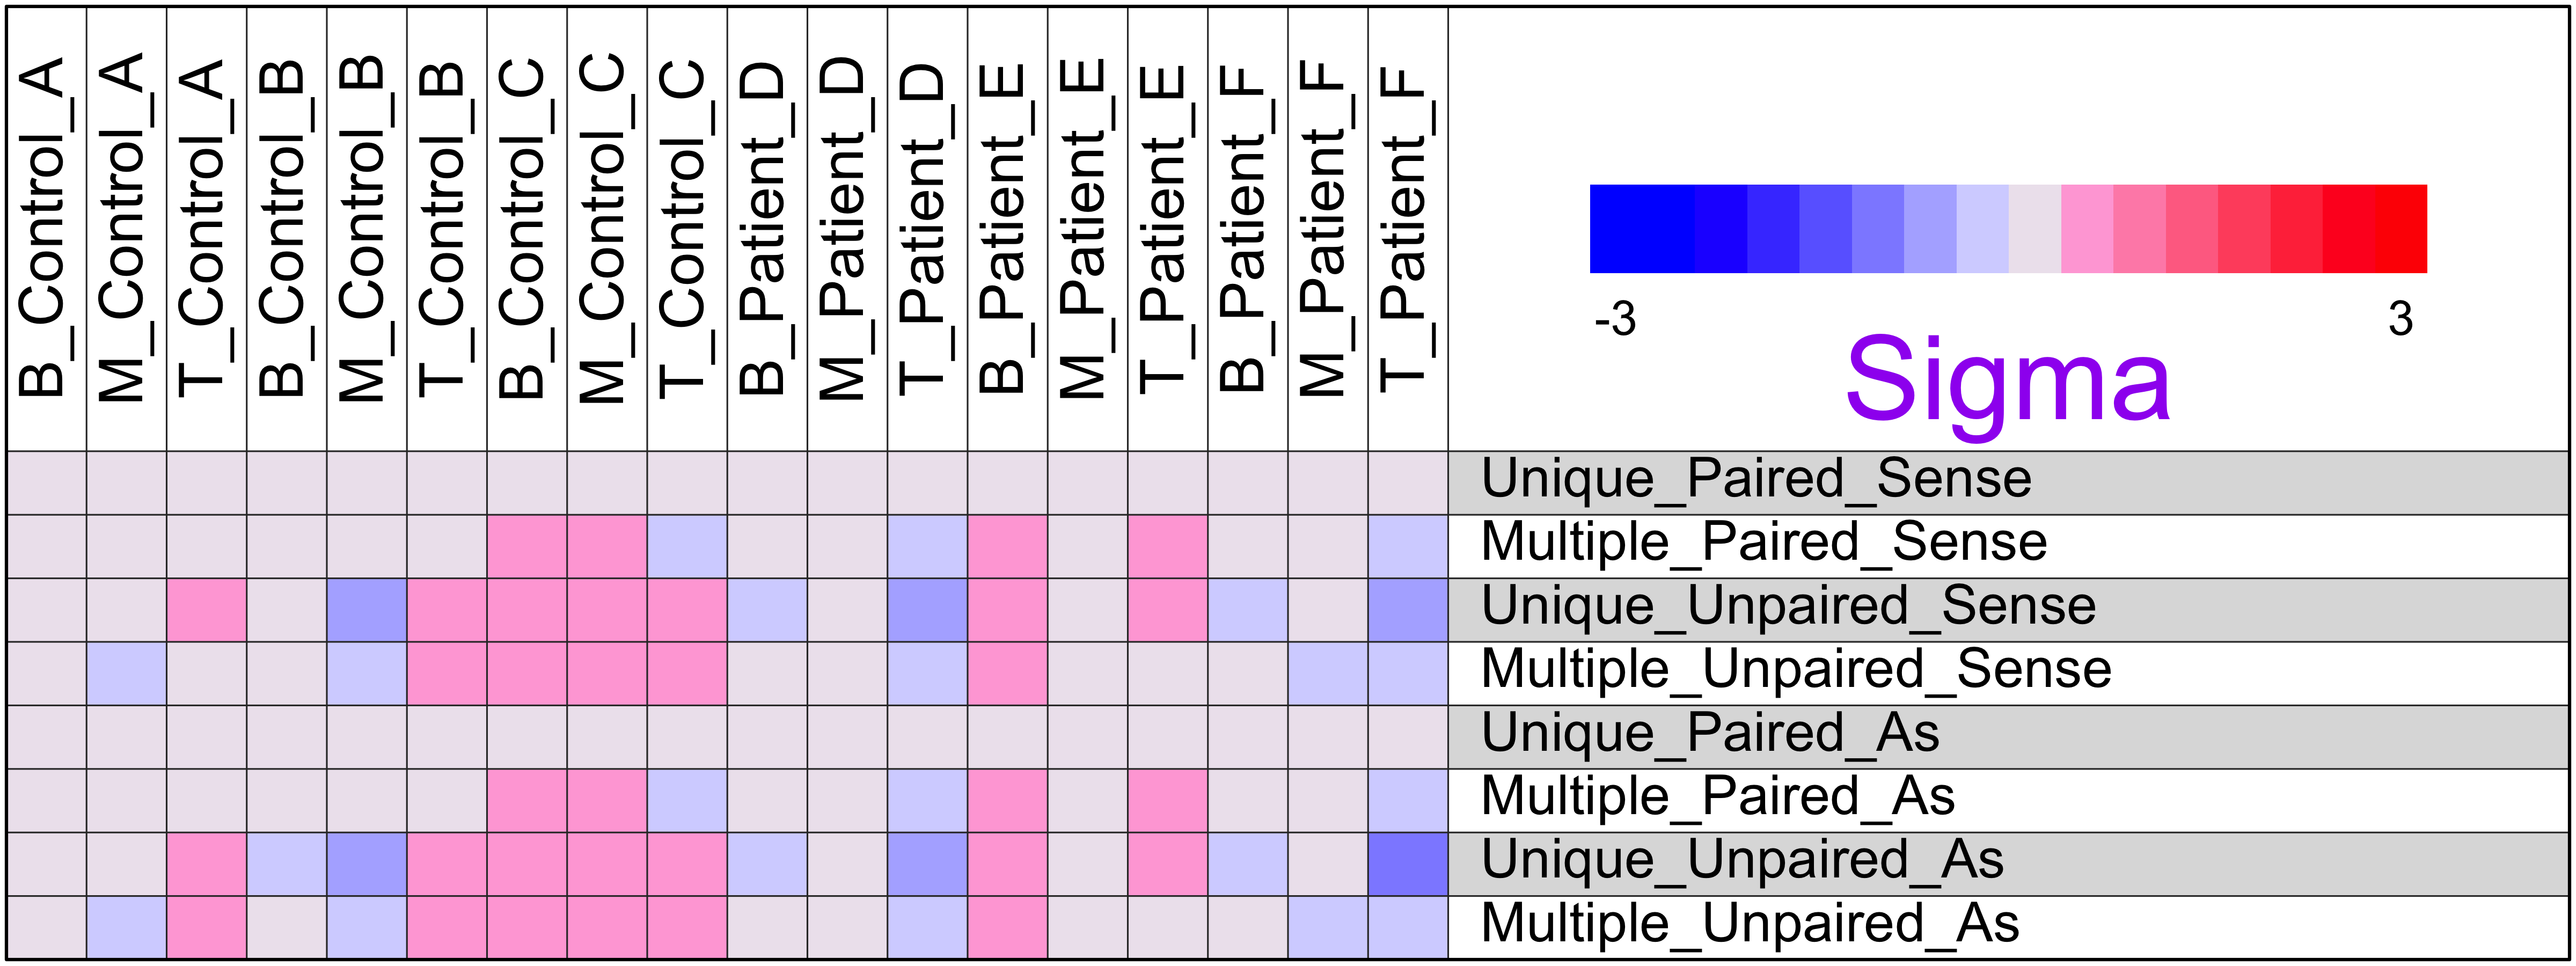 B_Control_A
M_Control_A
T_Control_A
B_Control_B
M_Control_B
T_Control_B
B_Control_C
M_Control_C
T_Control_C
B_Patient_D
M_Patient_D
T_Patient_D
B_Patient_E
M_Patient_E
T_Patient_E
B_Patient_F
M_Patient_F
T_Patient_F
-3 3
Sigma
Unique_Paired_Sense
Multiple_Paired_Sense
Unique_Unpaired_Sense
Multiple_Unpaired_Sense
Unique_Paired_As
Multiple_Paired_As
Unique_Unpaired_As
Multiple_Unpaired_As